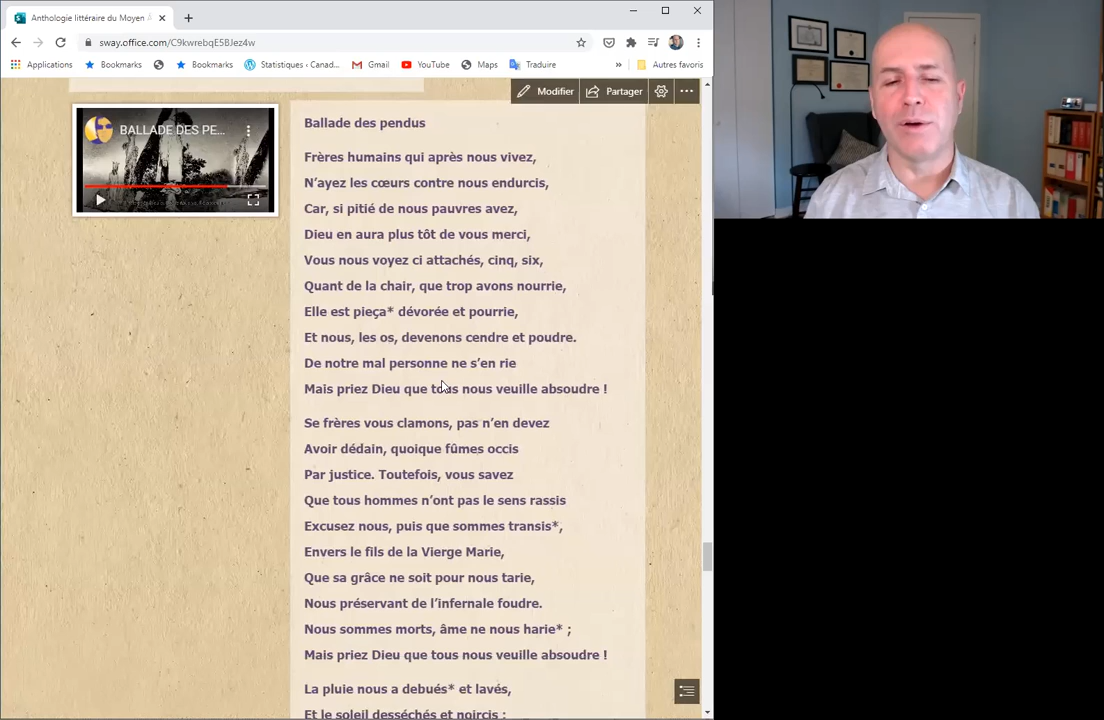 Anthologie littéraire du Moyen Â
sway.office.com/C9kwrebqE5BJez4w
Applications
Bookmarks
Bookmarks
Statistiques ‹ Canad...
Gmail
YouTube
Maps
Traduire
»
Autres favoris
Modifier
Partager
BALLADE DES PE...
Ballade des pendus
Frères humains qui après nous vivez,
N’ayez les cœurs contre nous endurcis,
Car, si pitié de nous pauvres avez,
Dieu en aura plus tôt de vous merci,
Vous nous voyez ci attachés, cinq, six,
Quant de la chair, que trop avons nourrie,
Elle est pieça* dévorée et pourrie,
Et nous, les os, devenons cendre et poudre.
De notre mal personne ne s’en rie
Mais priez Dieu que tous nous veuille absoudre !
Se frères vous clamons, pas n’en devez
Avoir dédain, quoique fûmes occis
Par justice. Toutefois, vous savez
Que tous hommes n’ont pas le sens rassis
Excusez nous, puis que sommes transis*,
Envers le fils de la Vierge Marie,
Que sa grâce ne soit pour nous tarie,
Nous préservant de l’infernale foudre.
Nous sommes morts, âme ne nous harie* ;
Mais priez Dieu que tous nous veuille absoudre !
La pluie nous a debués* et lavés,
Et le soleil desséchés et noircis ;